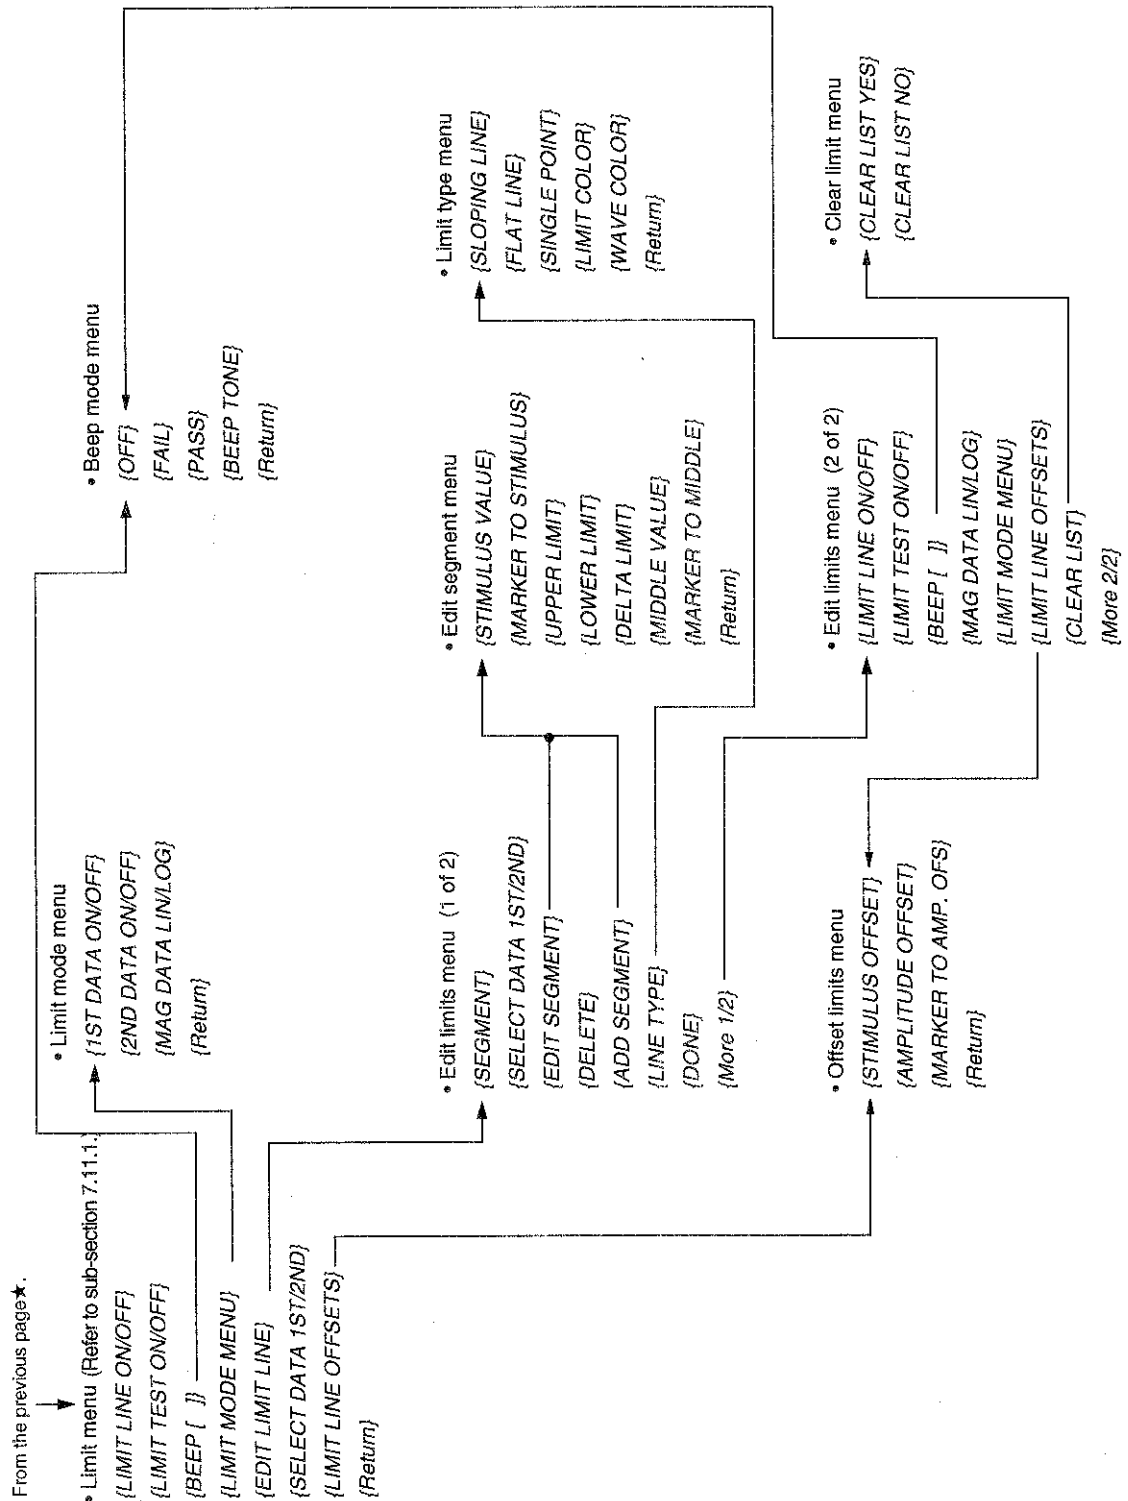 From the previous page★.
• Limit menu (Refer to sub-section 7.11.1.)
{LIMIT LINE ON/OFF}
{LIMIT TEST ON/OFF}
{BEEP [ ]}
{LIMIT MODE MENU}
{EDIT LIMIT LINE}
{SELECT DATA 1ST/2ND}
{LIMIT LINE OFFSETS}
{Return}
• Limit mode menu
{1ST DATA ON/OFF}
{2ND DATA ON/OFF}
{MAG DATA LIN/LOG}
{Return}
• Beep mode menu
{OFF}
{FAIL}
{PASS}
{BEEP TONE}
{Return}
• Edit limits menu (1 of 2)
{SEGMENT}
{SELECT DATA 1ST/2ND}
{EDIT SEGMENT}
{DELETE}
{ADD SEGMENT}
{LINE TYPE}
{DONE}
{More 1/2}
• Edit segment menu
{STIMULUS VALUE}
{MARKER TO STIMULUS}
{UPPER LIMIT}
{LOWER LIMIT}
{DELTA LIMIT}
{MIDDLE VALUE}
{MARKER TO MIDDLE}
{Return}
• Limit type menu
{SLOPING LINE}
{FLAT LINE}
{SINGLE POINT}
{LIMIT COLOR}
{WAVE COLOR}
{Return}
• Offset limits menu
{STIMULUS OFFSET}
{AMPLITUDE OFFSET}
{MARKER TO AMP. OFS}
{Return}
• Edit limits menu (2 of 2)
{LIMIT LINE ON/OFF}
{LIMIT TEST ON/OFF}
{BEEP [ ]}
{MAG DATA LIN/LOG}
{LIMIT MODE MENU}
{LIMIT LINE OFFSETS}
{CLEAR LIST}
{More 2/2}
• Clear limit menu
{CLEAR LIST YES}
{CLEAR LIST NO}